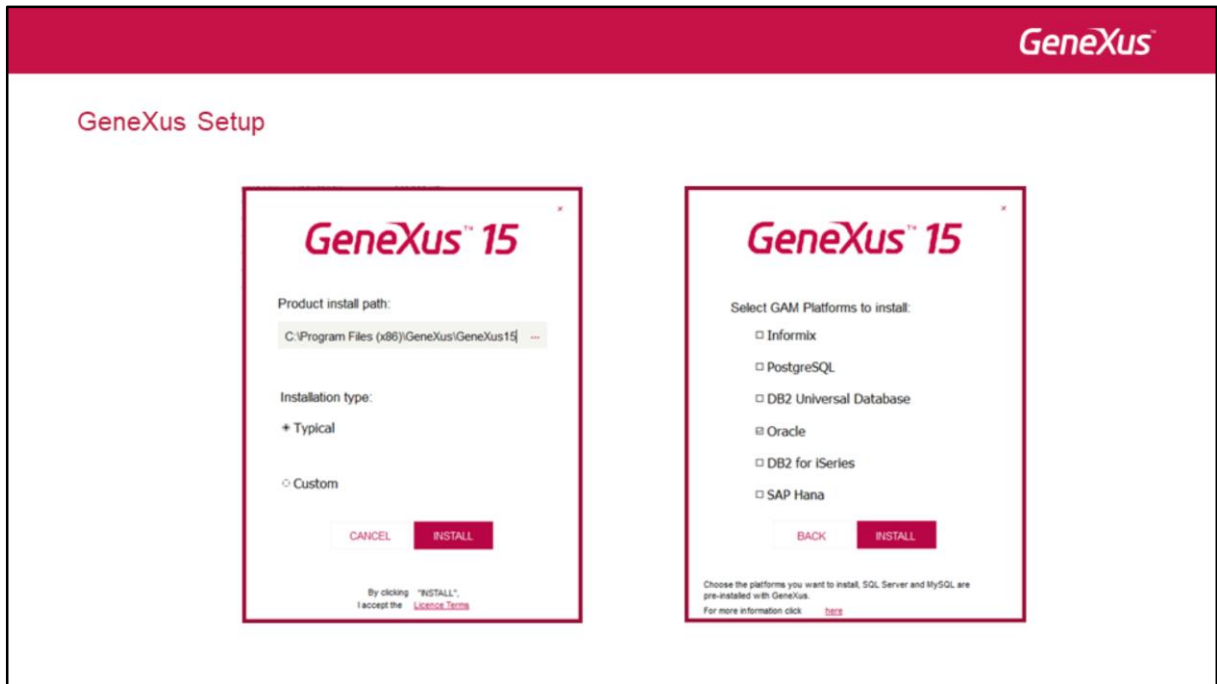 GeneXus™
GeneXus Setup
×
GeneXus™ 15
Product install path:
C:\Program Files (x86)\GeneXus\GeneXus15 ...
Installation type:
Typical
Custom
CANCEL INSTALL
By clicking "INSTALL",
I accept the Licence Terms
×
GeneXus™ 15
Select GAM Platforms to install:
Informix
PostgreSQL
DB2 Universal Database
Oracle
DB2 for iSeries
SAP Hana
BACK INSTALL
Choose the platforms you want to install, SQL Server and MySQL are
pre-installed with GeneXus.
For more information click here